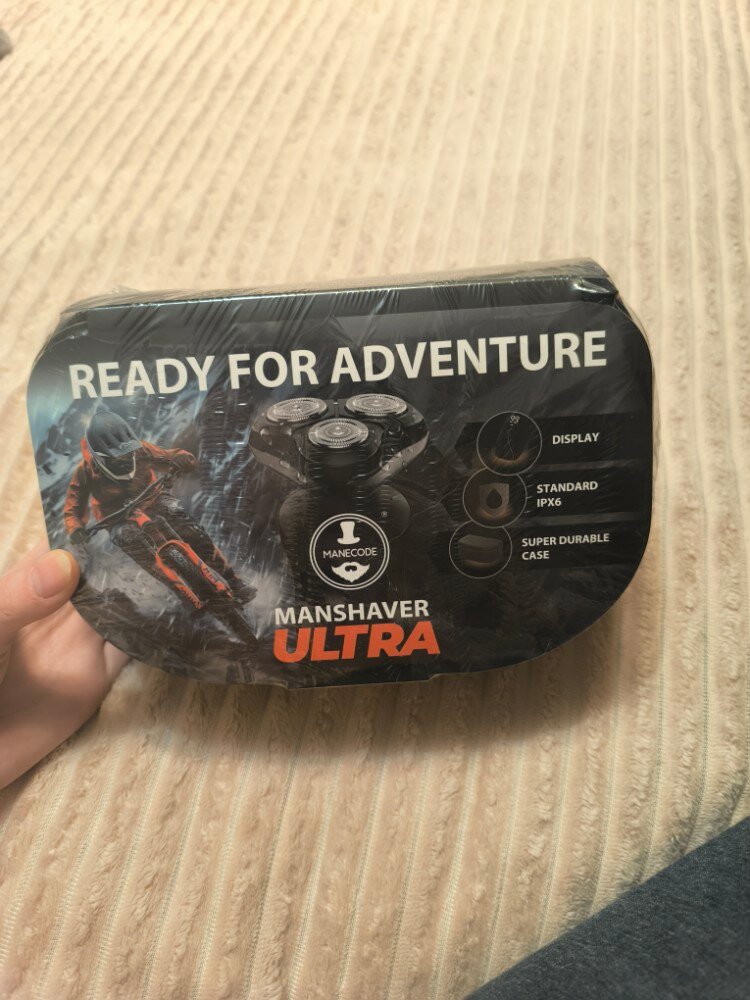 READY FOR ADVENTURE
DISPLAY
STANDARD
IPX6
SUPER DURABLE
CASE
®
MANECODE
MANSHAVER
ULTRA